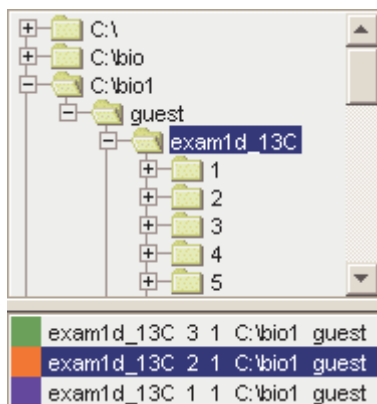 C:\
C:\bio
C:\bio1
guest
exam1d_13C
1
2
3
4
5
exam1d_13C 3 1 C:\bio1 guest
exam1d_13C 2 1 C:\bio1 guest
exam1d_13C 1 1 C:\bio1 guest